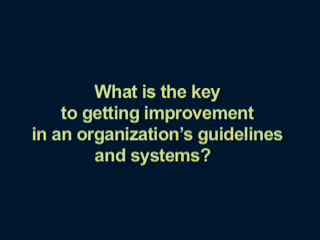 What is the key
to getting improvement
in an organization's guidelines
and systems?